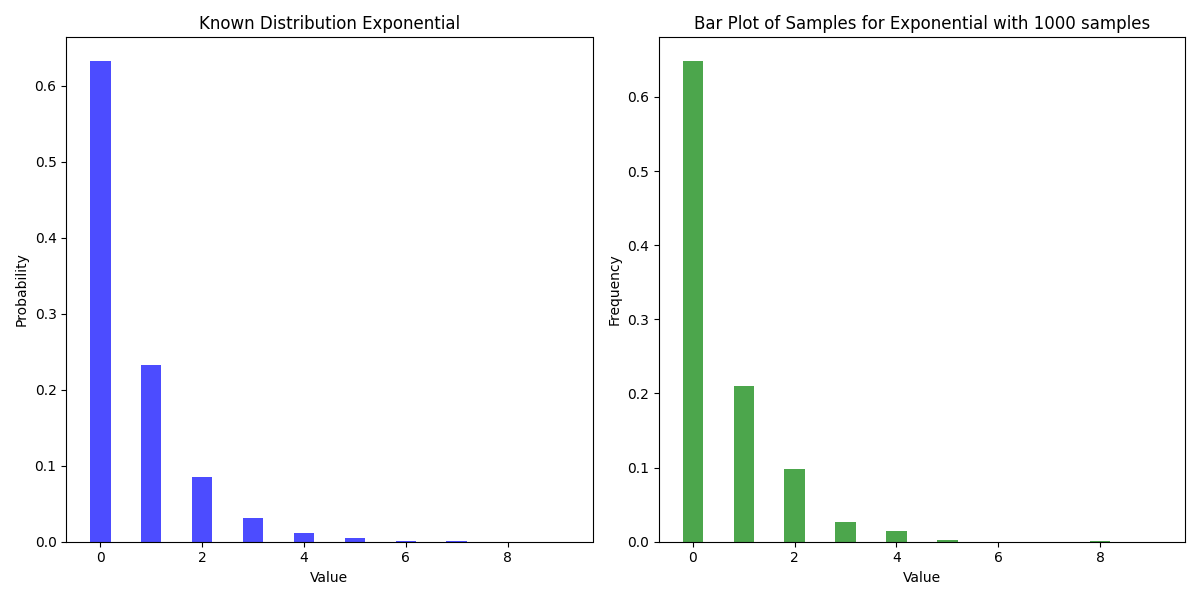 Known Distribution Exponential
0.6
0.5
0.4
0.3
0.2
0.1
0.0
Probability
0 2 4 6 8
Value
Bar Plot of Samples for Exponential with 1000 samples
0.6
0.5
0.4
0.3
0.2
0.1
0.0
Frequency
0 2 4 6 8
Value